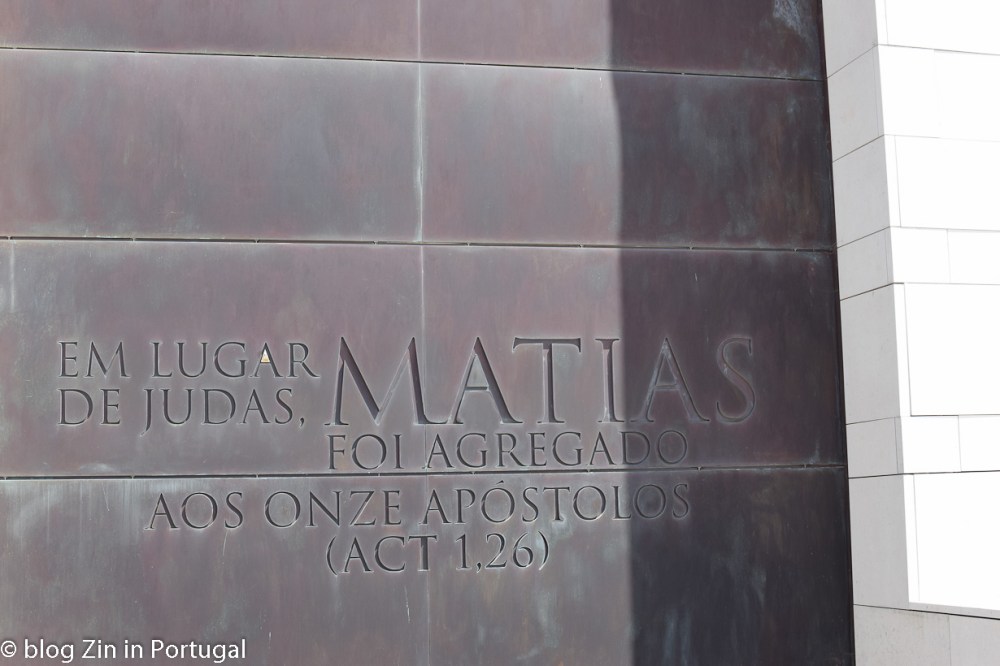 EM LUGAR
DE JUDAS, MATIAS
FOI AGREGADO
AOS ONZE APÓSTOLOS
(ACT 1,26)
© blog Zin in Portugal